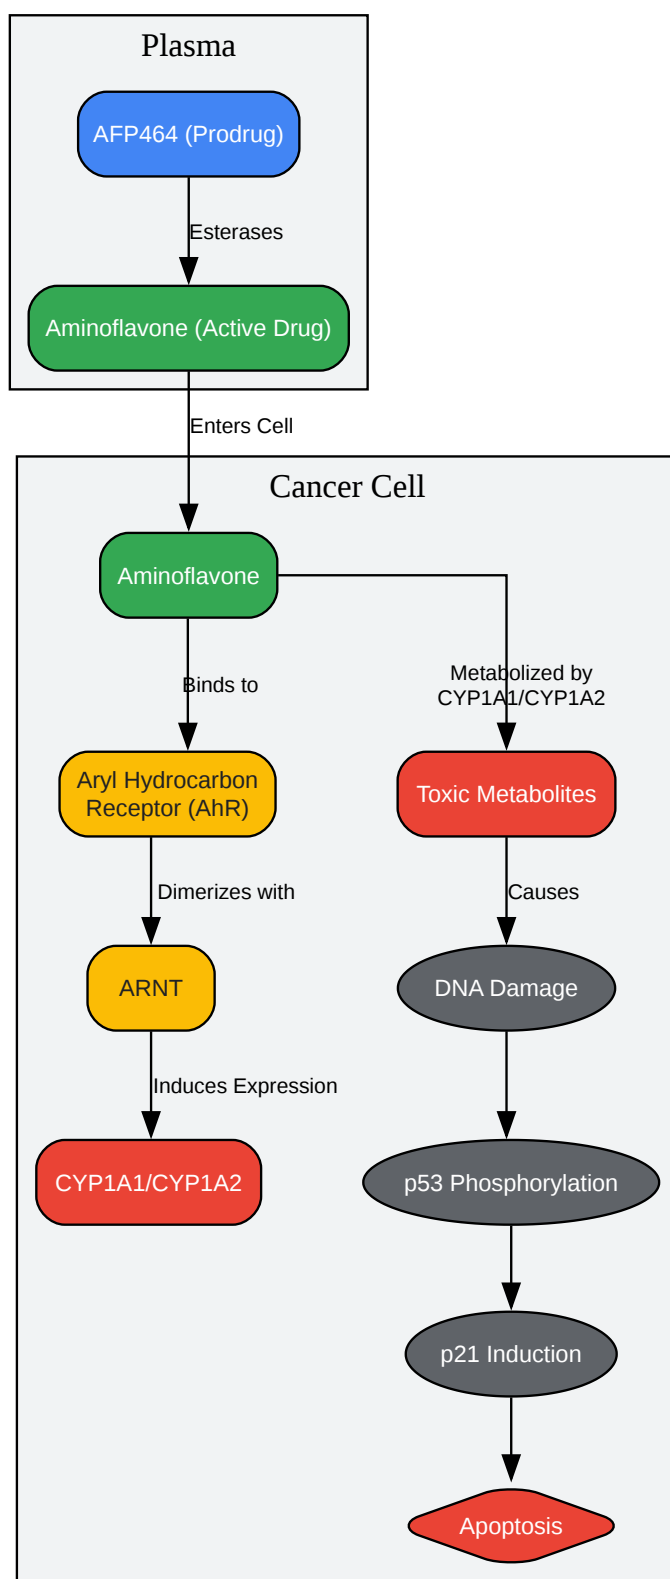 Plasma
AFP464 (Prodrug)
Esterases
Aminoflavone (Active Drug)
Enters Cell
Cancer Cell
Aminoflavone
Binds to
Metabolized by
CYP1A1/CYP1A2
Aryl Hydrocarbon
Receptor (AhR)
Toxic Metabolites
Dimerizes with
Causes
ARNT
DNA Damage
Induces Expression
CYP1A1/CYP1A2
p53 Phosphorylation
p21 Induction
Apoptosis